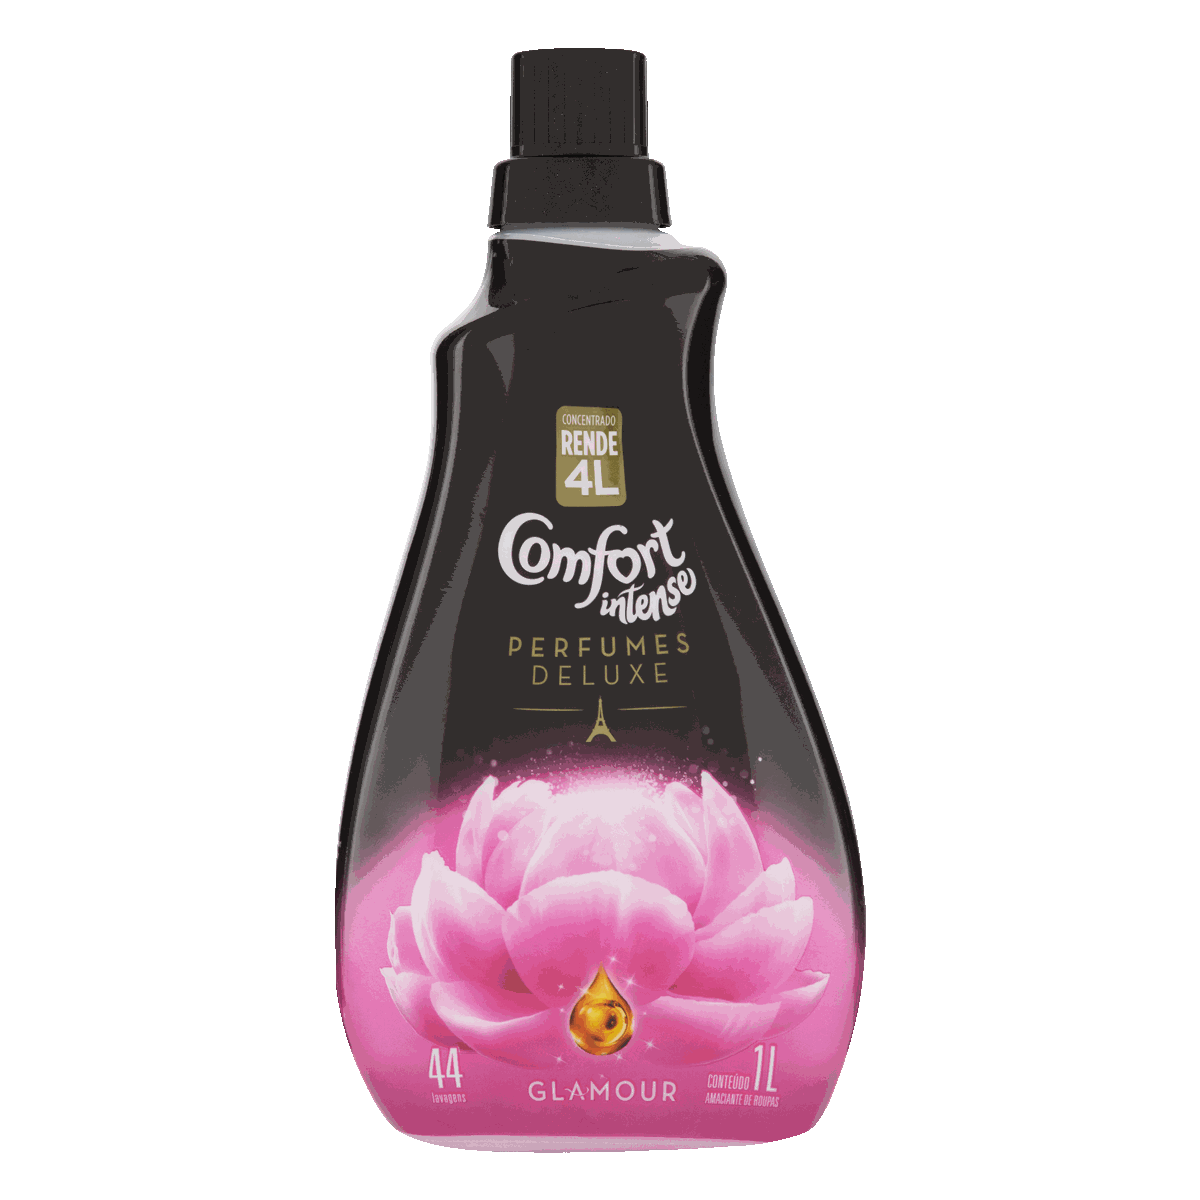 CONCENTRADO
RENDE
4L
Comfort
intense
PERFUMES
DELUXE
44
lavagens
GLAMOUR
CONTEÚDO 1L
AMACIANTE DE ROUPAS